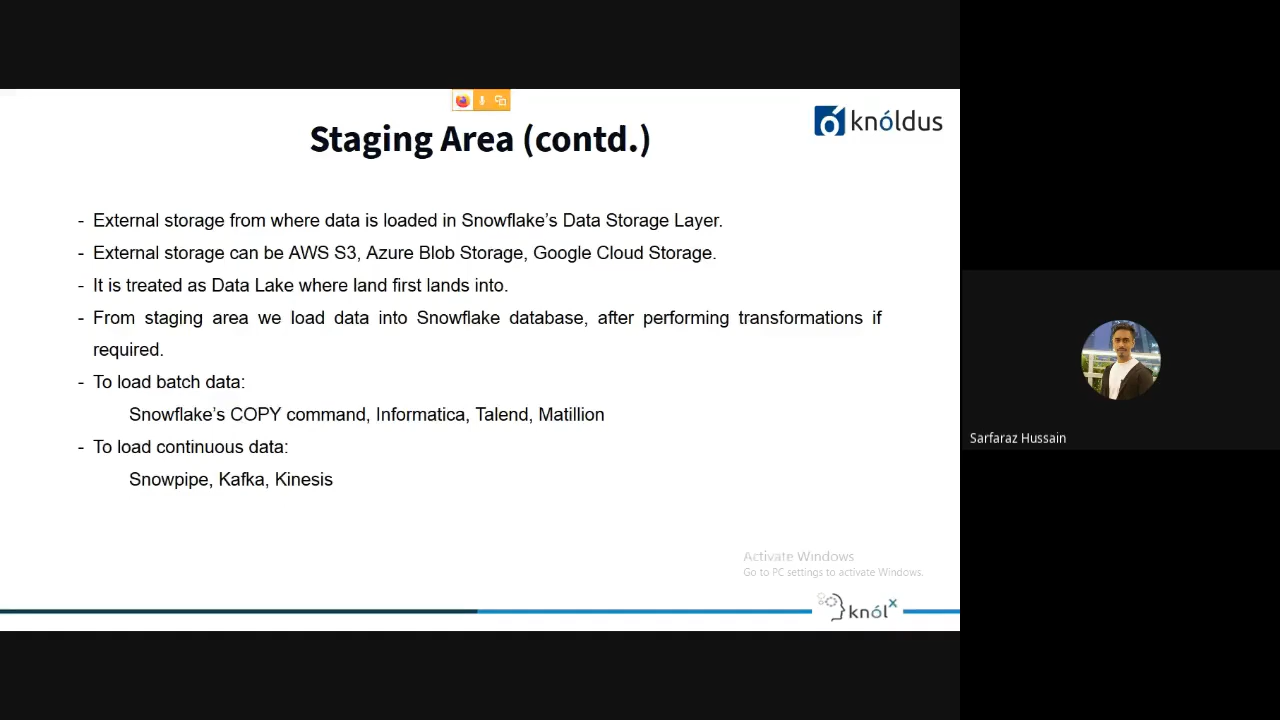 knóldus
Staging Area (contd.)
- External storage from where data is loaded in Snowflake’s Data Storage Layer.
- External storage can be AWS S3, Azure Blob Storage, Google Cloud Storage.
- It is treated as Data Lake where land first lands into.
- From staging area we load data into Snowflake database, after performing transformations if
required.
- To load batch data:
Snowflake’s COPY command, Informatica, Talend, Matillion
- To load continuous data:
Snowpipe, Kafka, Kinesis
Sarfaraz Hussain
Activate Windows
Go to PC settings to activate Windows.
knólx